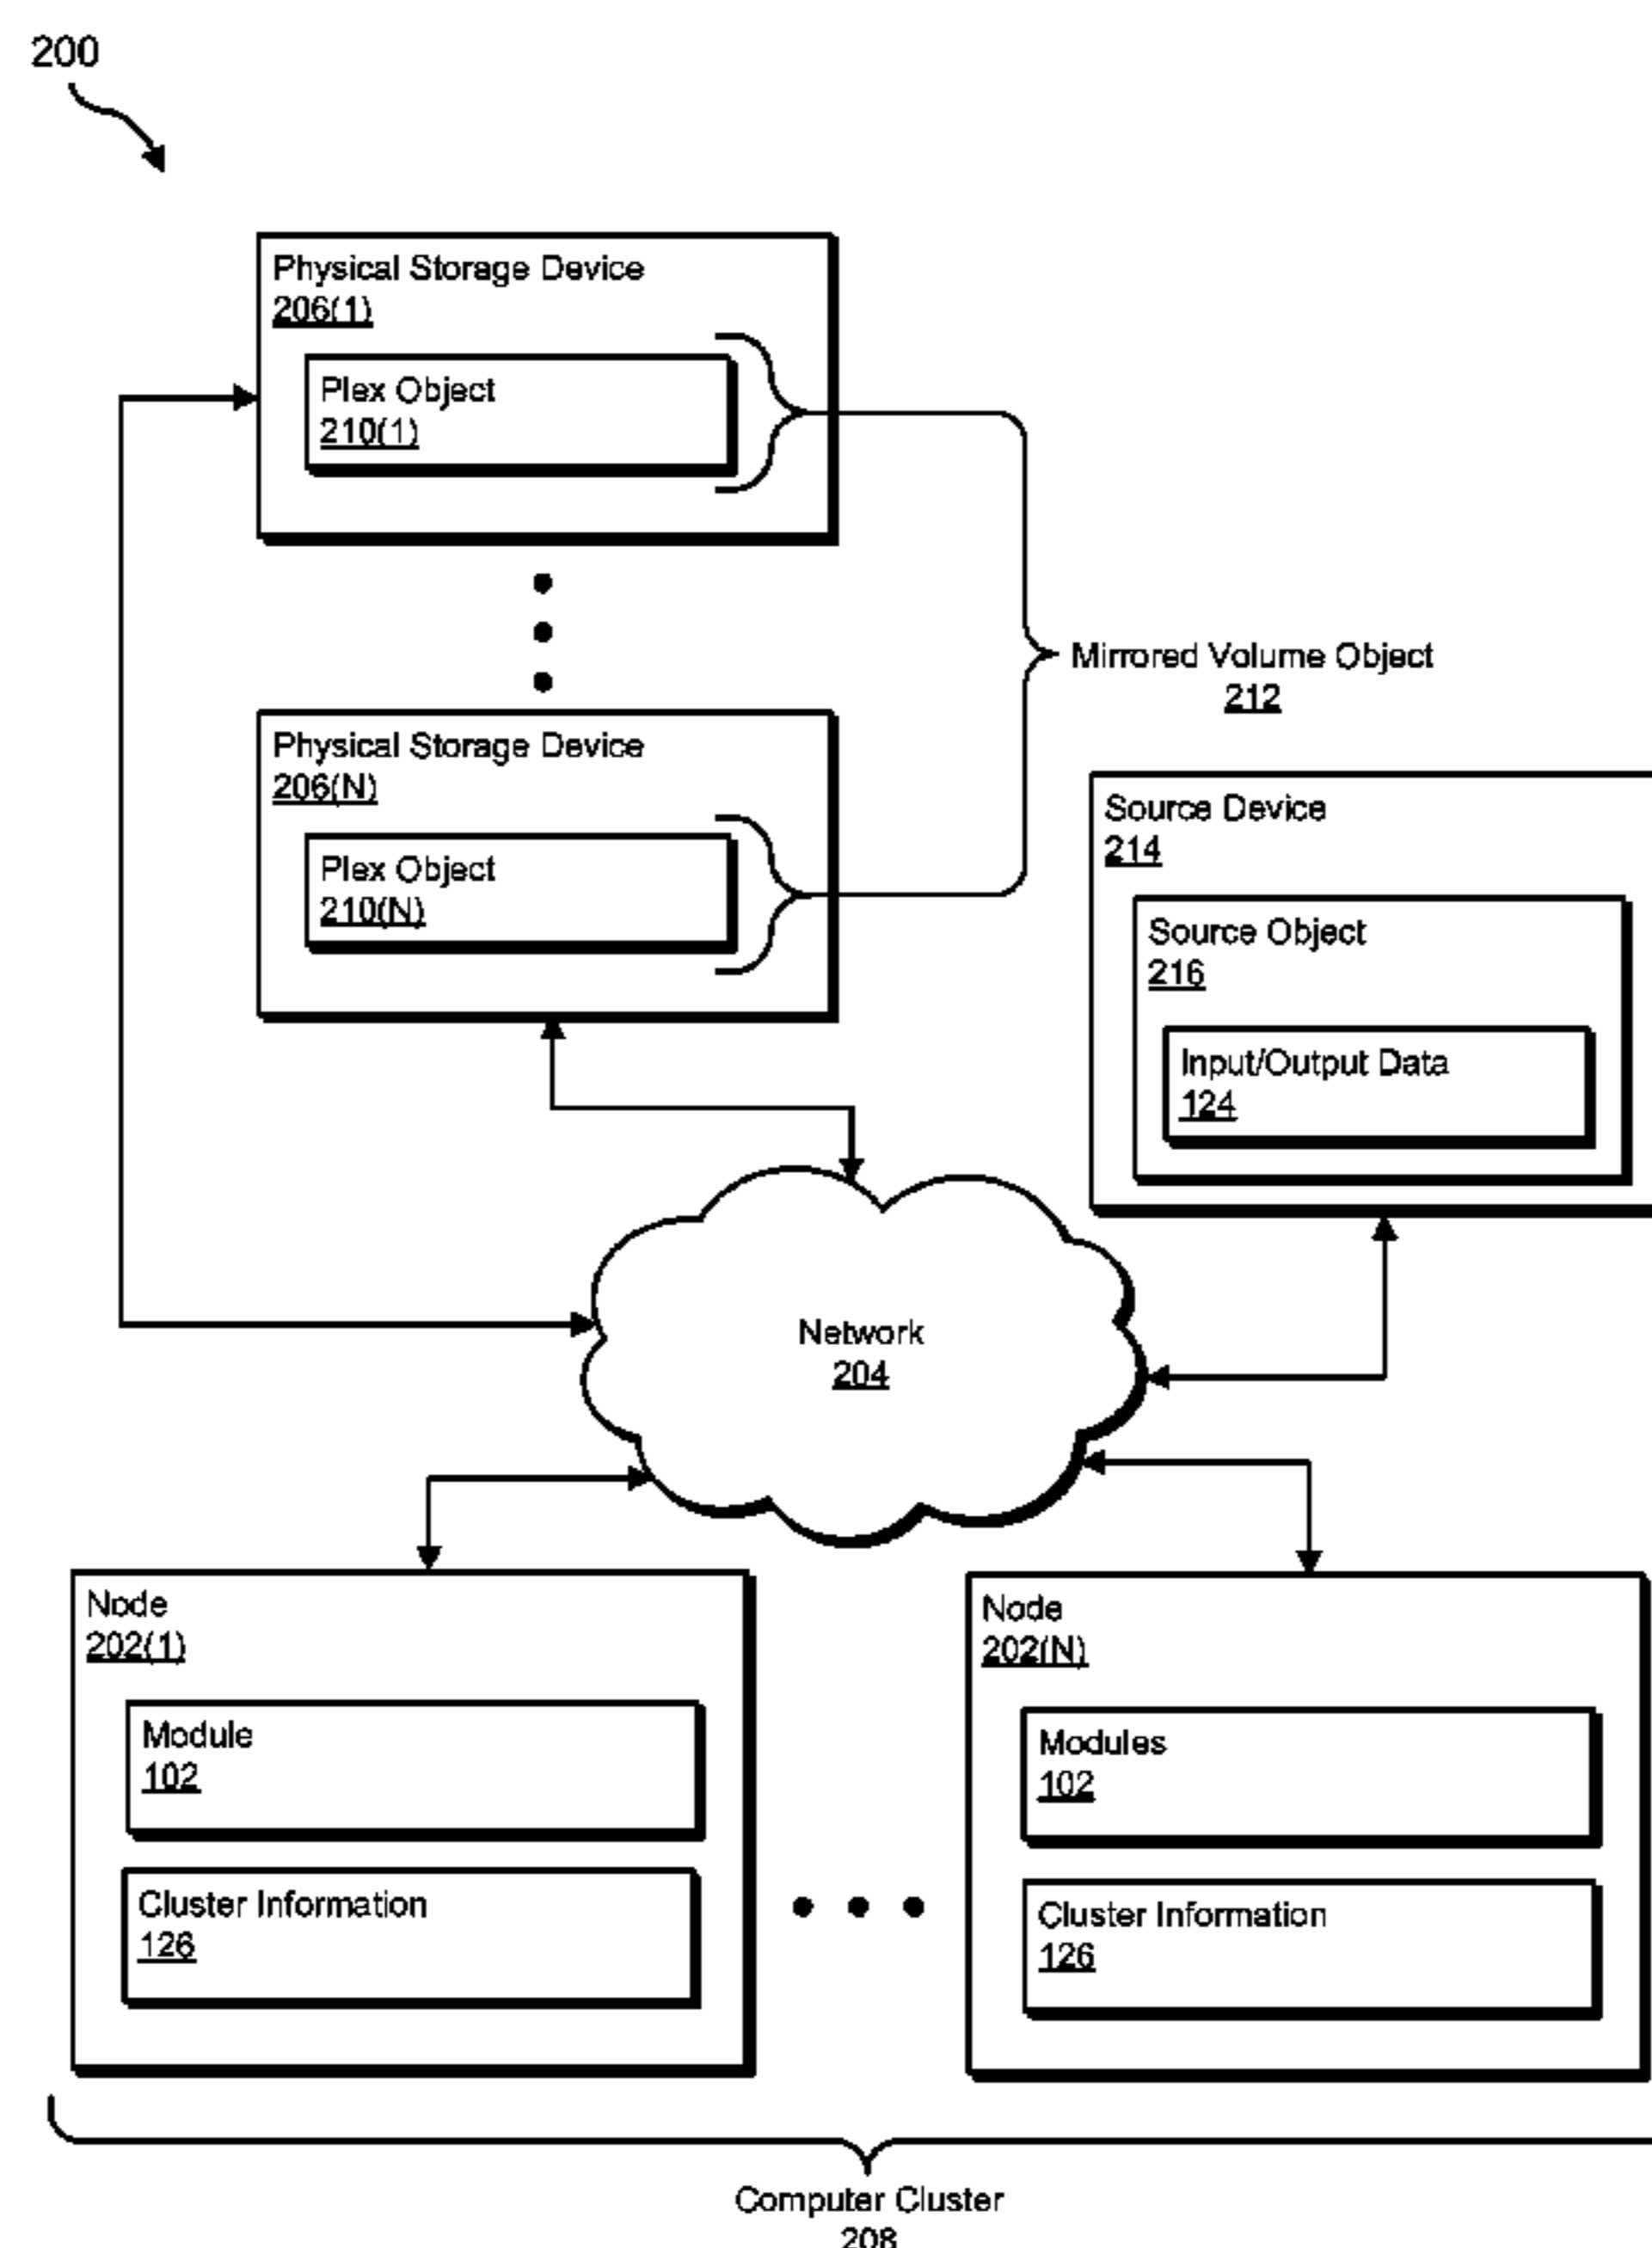 200
Physical Storage Device
206(1)
Plex Object
210(1)
Mirrored Volume Object
212
Physical Storage Device
206(N)
Plex Object
210(N)
Source Device
214
Source Object
216
Input/Output Data
124
Network
204
Node
202(1)
Module
102
Cluster Information
126
Node
202(N)
Modules
102
Cluster Information
126
Computer Cluster
208